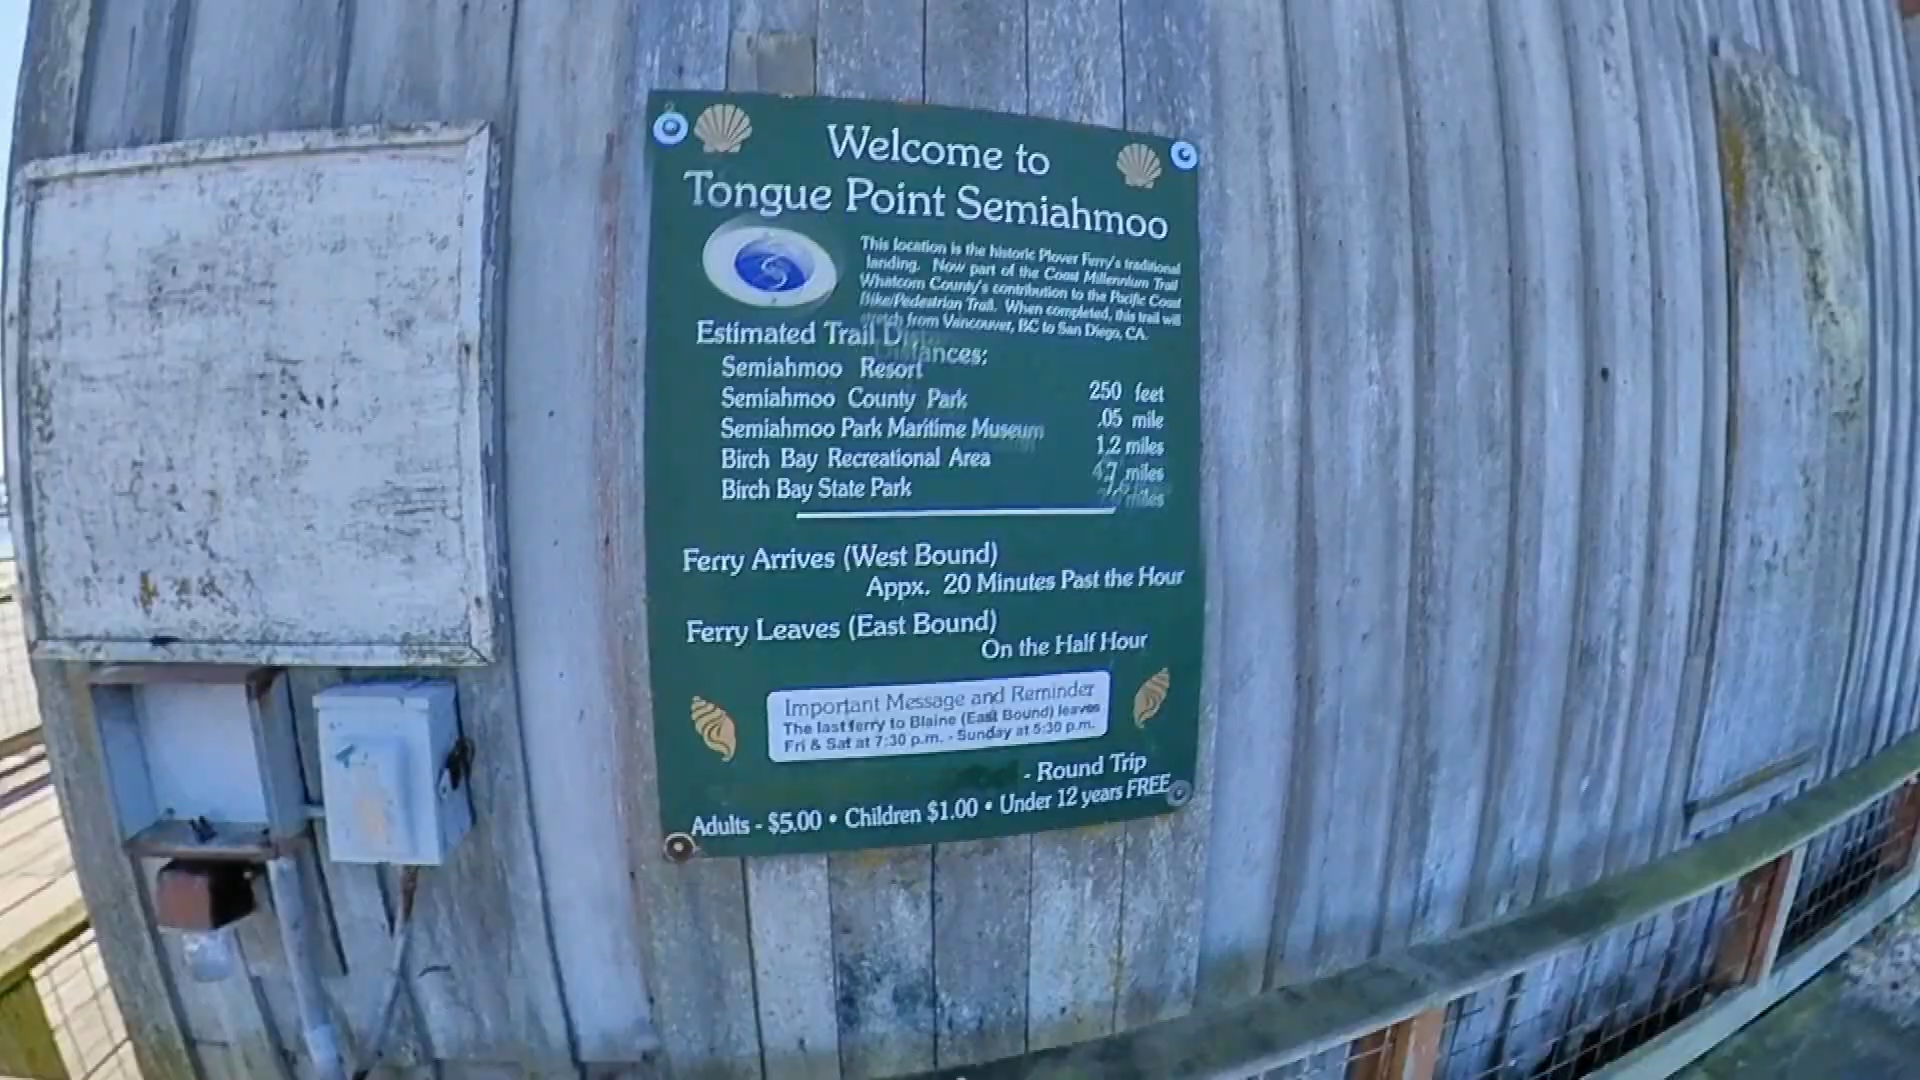 Welcome to
Tongue Point Semiahmoo
This location is the historic Plover Ferry's traditional
landing. Now part of the Coast Millennium Trail
Whatcom County's contribution to the Pacific Coast
Bike/Pedestrian Trail. When completed, this trail will
stretch from Vancouver, BC to San Diego, CA.
Estimated Trail Distances:
Semiahmoo Resort 250 feet
Semiahmoo County Park .05 mile
Semiahmoo Park Maritime Museum 1.2 miles
Birch Bay Recreational Area 4.7 miles
Birch Bay State Park miles
Ferry Arrives (West Bound)
Appx. 20 Minutes Past the Hour
Ferry Leaves (East Bound)
On the Half Hour
Important Message and Reminder
The last ferry to Blaine (East Bound) leaves
Fri & Sat at 7:30 p.m. - Sunday at 5:30 p.m.
- Round Trip
Adults - $5.00 • Children $1.00 • Under 12 years FREE